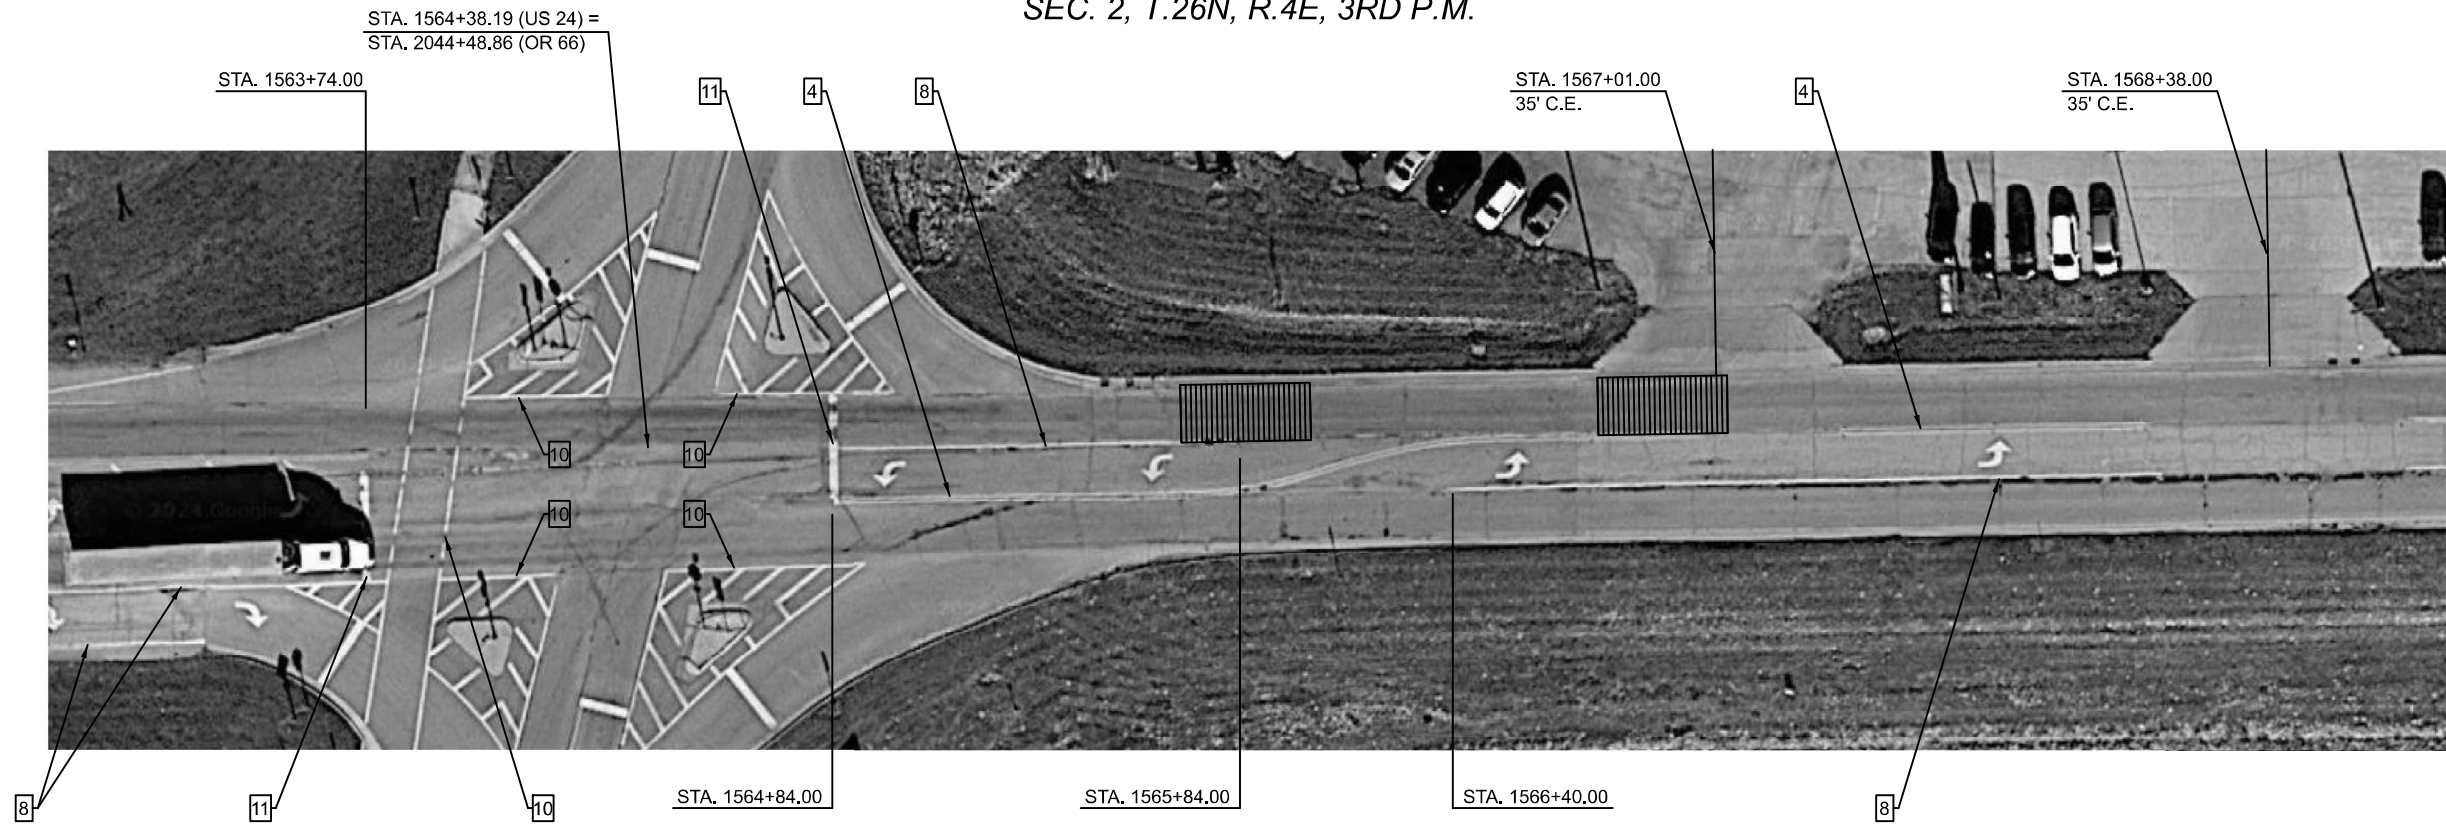 SEC. 2, T.26N, R.4E, 3RD P.M.
STA. 1564+38.19 (US 24) =
STA. 2044+48.86 (OR 66)
STA. 1563+74.00
11
4
8
STA. 1567+01.00
35' C.E.
4
STA. 1568+38.00
35' C.E.
10
10
10
10
© 2024 Google
8
11
10
STA. 1564+84.00
STA. 1565+84.00
STA. 1566+40.00
8